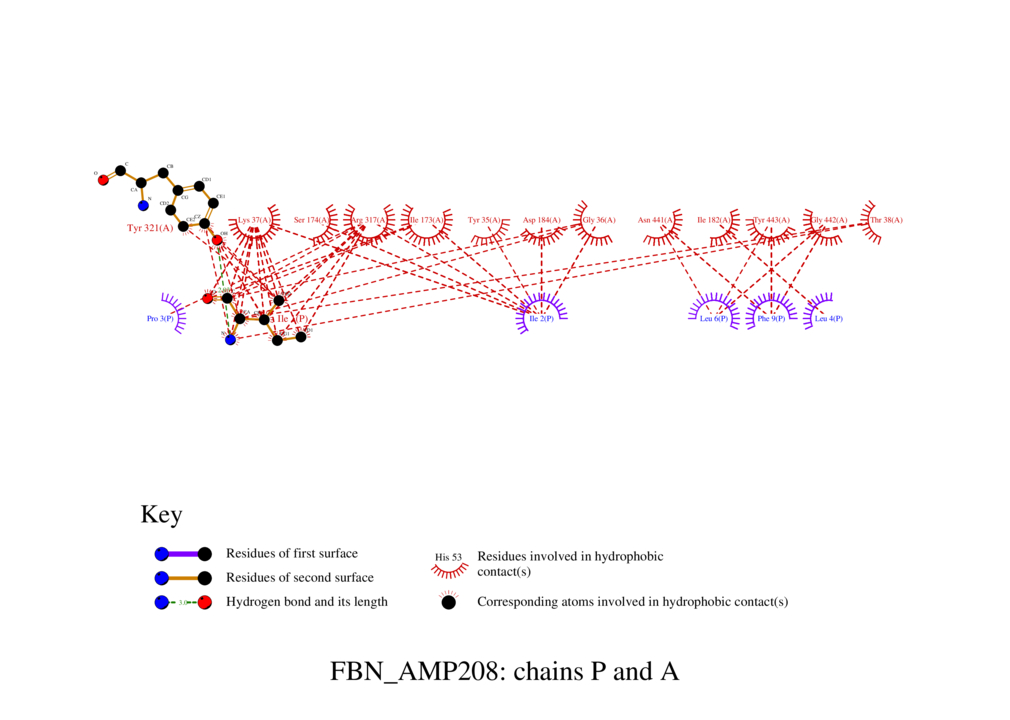 C
O
CB
CA
N
CD1
CG
CE1
CD2
CZ
CE2
OH
Tyr 321(A)
Lys 37(A)
Ser 174(A)
Arg 317(A)
Ile 173(A)
Tyr 35(A)
Asp 184(A)
Gly 36(A)
Asn 441(A)
Ile 182(A)
Tyr 443(A)
Gly 442(A)
Thr 38(A)
Pro 3(P)
(P)
Ile 2(P)
Leu 6(P)
Phe 9(P)
Leu 4(P)
Key
Residues of first surface
Residues of second surface
3.0
Hydrogen bond and its length
His 53
Residues involved in hydrophobic
contact(s)
Corresponding atoms involved in hydrophobic contact(s)
FBN_AMP208: chains P and A